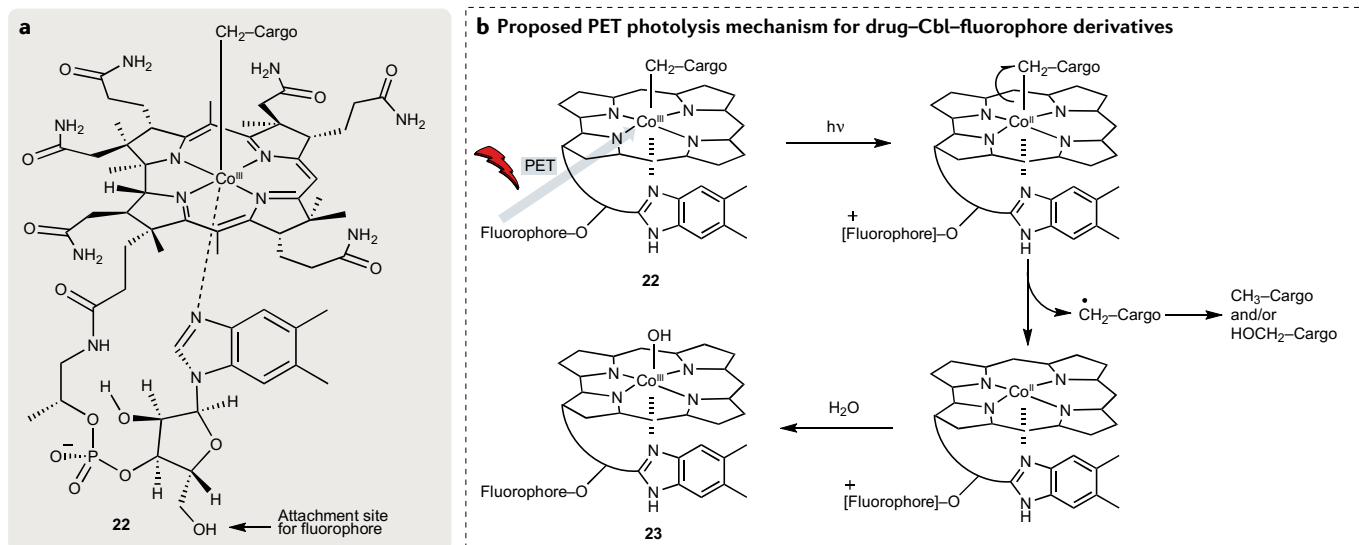 a
CH2–Cargo
O
NH2
H2N
O
O
NH2
NH2
O
N
N
CoIII
H
N
N
O
NH2
NH2
O
O
NH
N
N
H
O
H
H
O
O
−
O
P
O
O
H
H
22
OH
Attachment site
for fluorophore
b Proposed PET photolysis mechanism for drug–Cbl–fluorophore derivatives
CH2–Cargo
N
N
CoIII
N
N
PET
N
N
H
Fluorophore–O
22
hν
CH2–Cargo
N
N
CoII
N
N
N
N
H
+
[Fluorophore]–O
•
CH2–Cargo
CH3–Cargo
and/or
HOCH2–Cargo
OH
N
N
CoIII
N
N
N
N
H
Fluorophore–O
23
H2O
N
N
CoII
N
N
N
N
H
+
[Fluorophore]–O